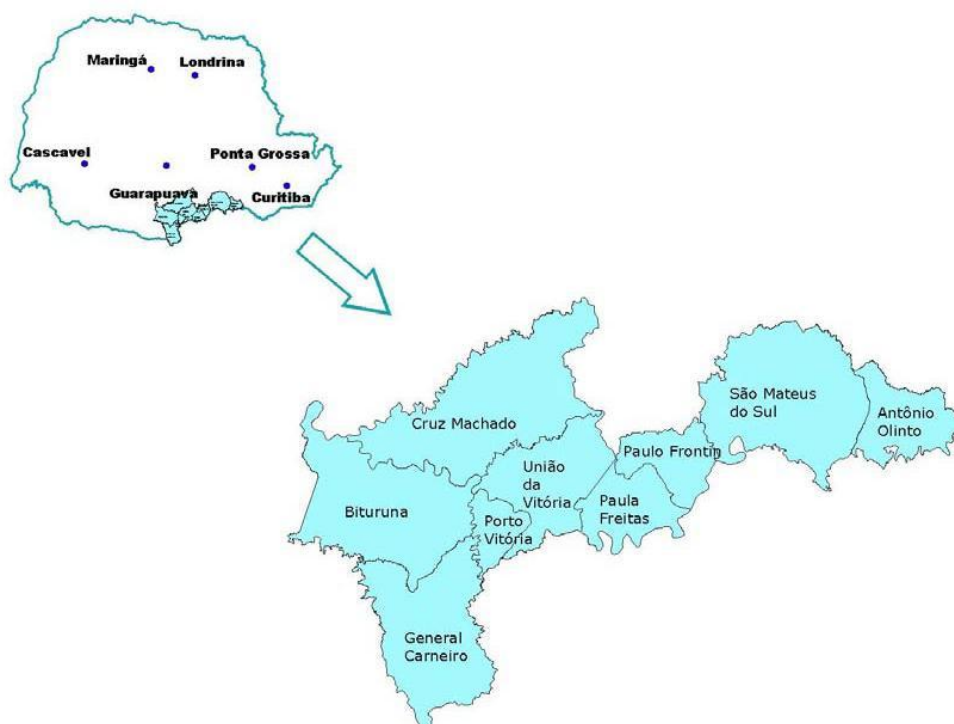 Maringá
Londrina
Cascavel
Ponta Grossa
Guarapuava
Curitiba
São Mateus
do Sul
Antônio
Olinto
Cruz Machado
Paulo Frontin
União
da
Vitória
Paula
Freitas
Bituruna
Porto
Vitória
General
Carneiro